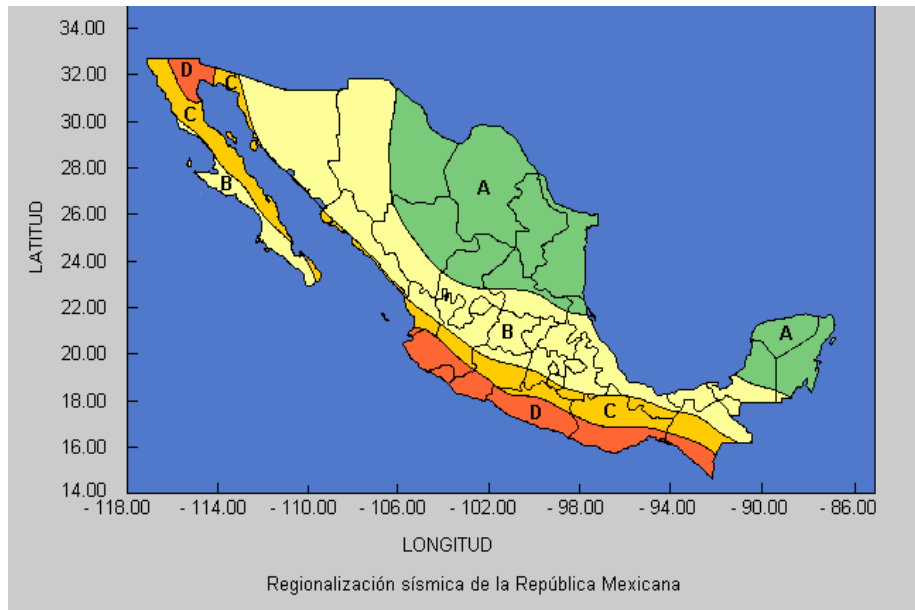 34.00
32.00
30.00
28.00
26.00
24.00
22.00
20.00
18.00
16.00
14.00
LATITUD
D
C
C
B
A
A
B
C
D
- 118.00 - 114.00 - 110.00 - 106.00 - 102.00 - 98.00 - 94.00 - 90.00 - 86.00
LONGITUD
Regionalización sísmica de la República Mexicana